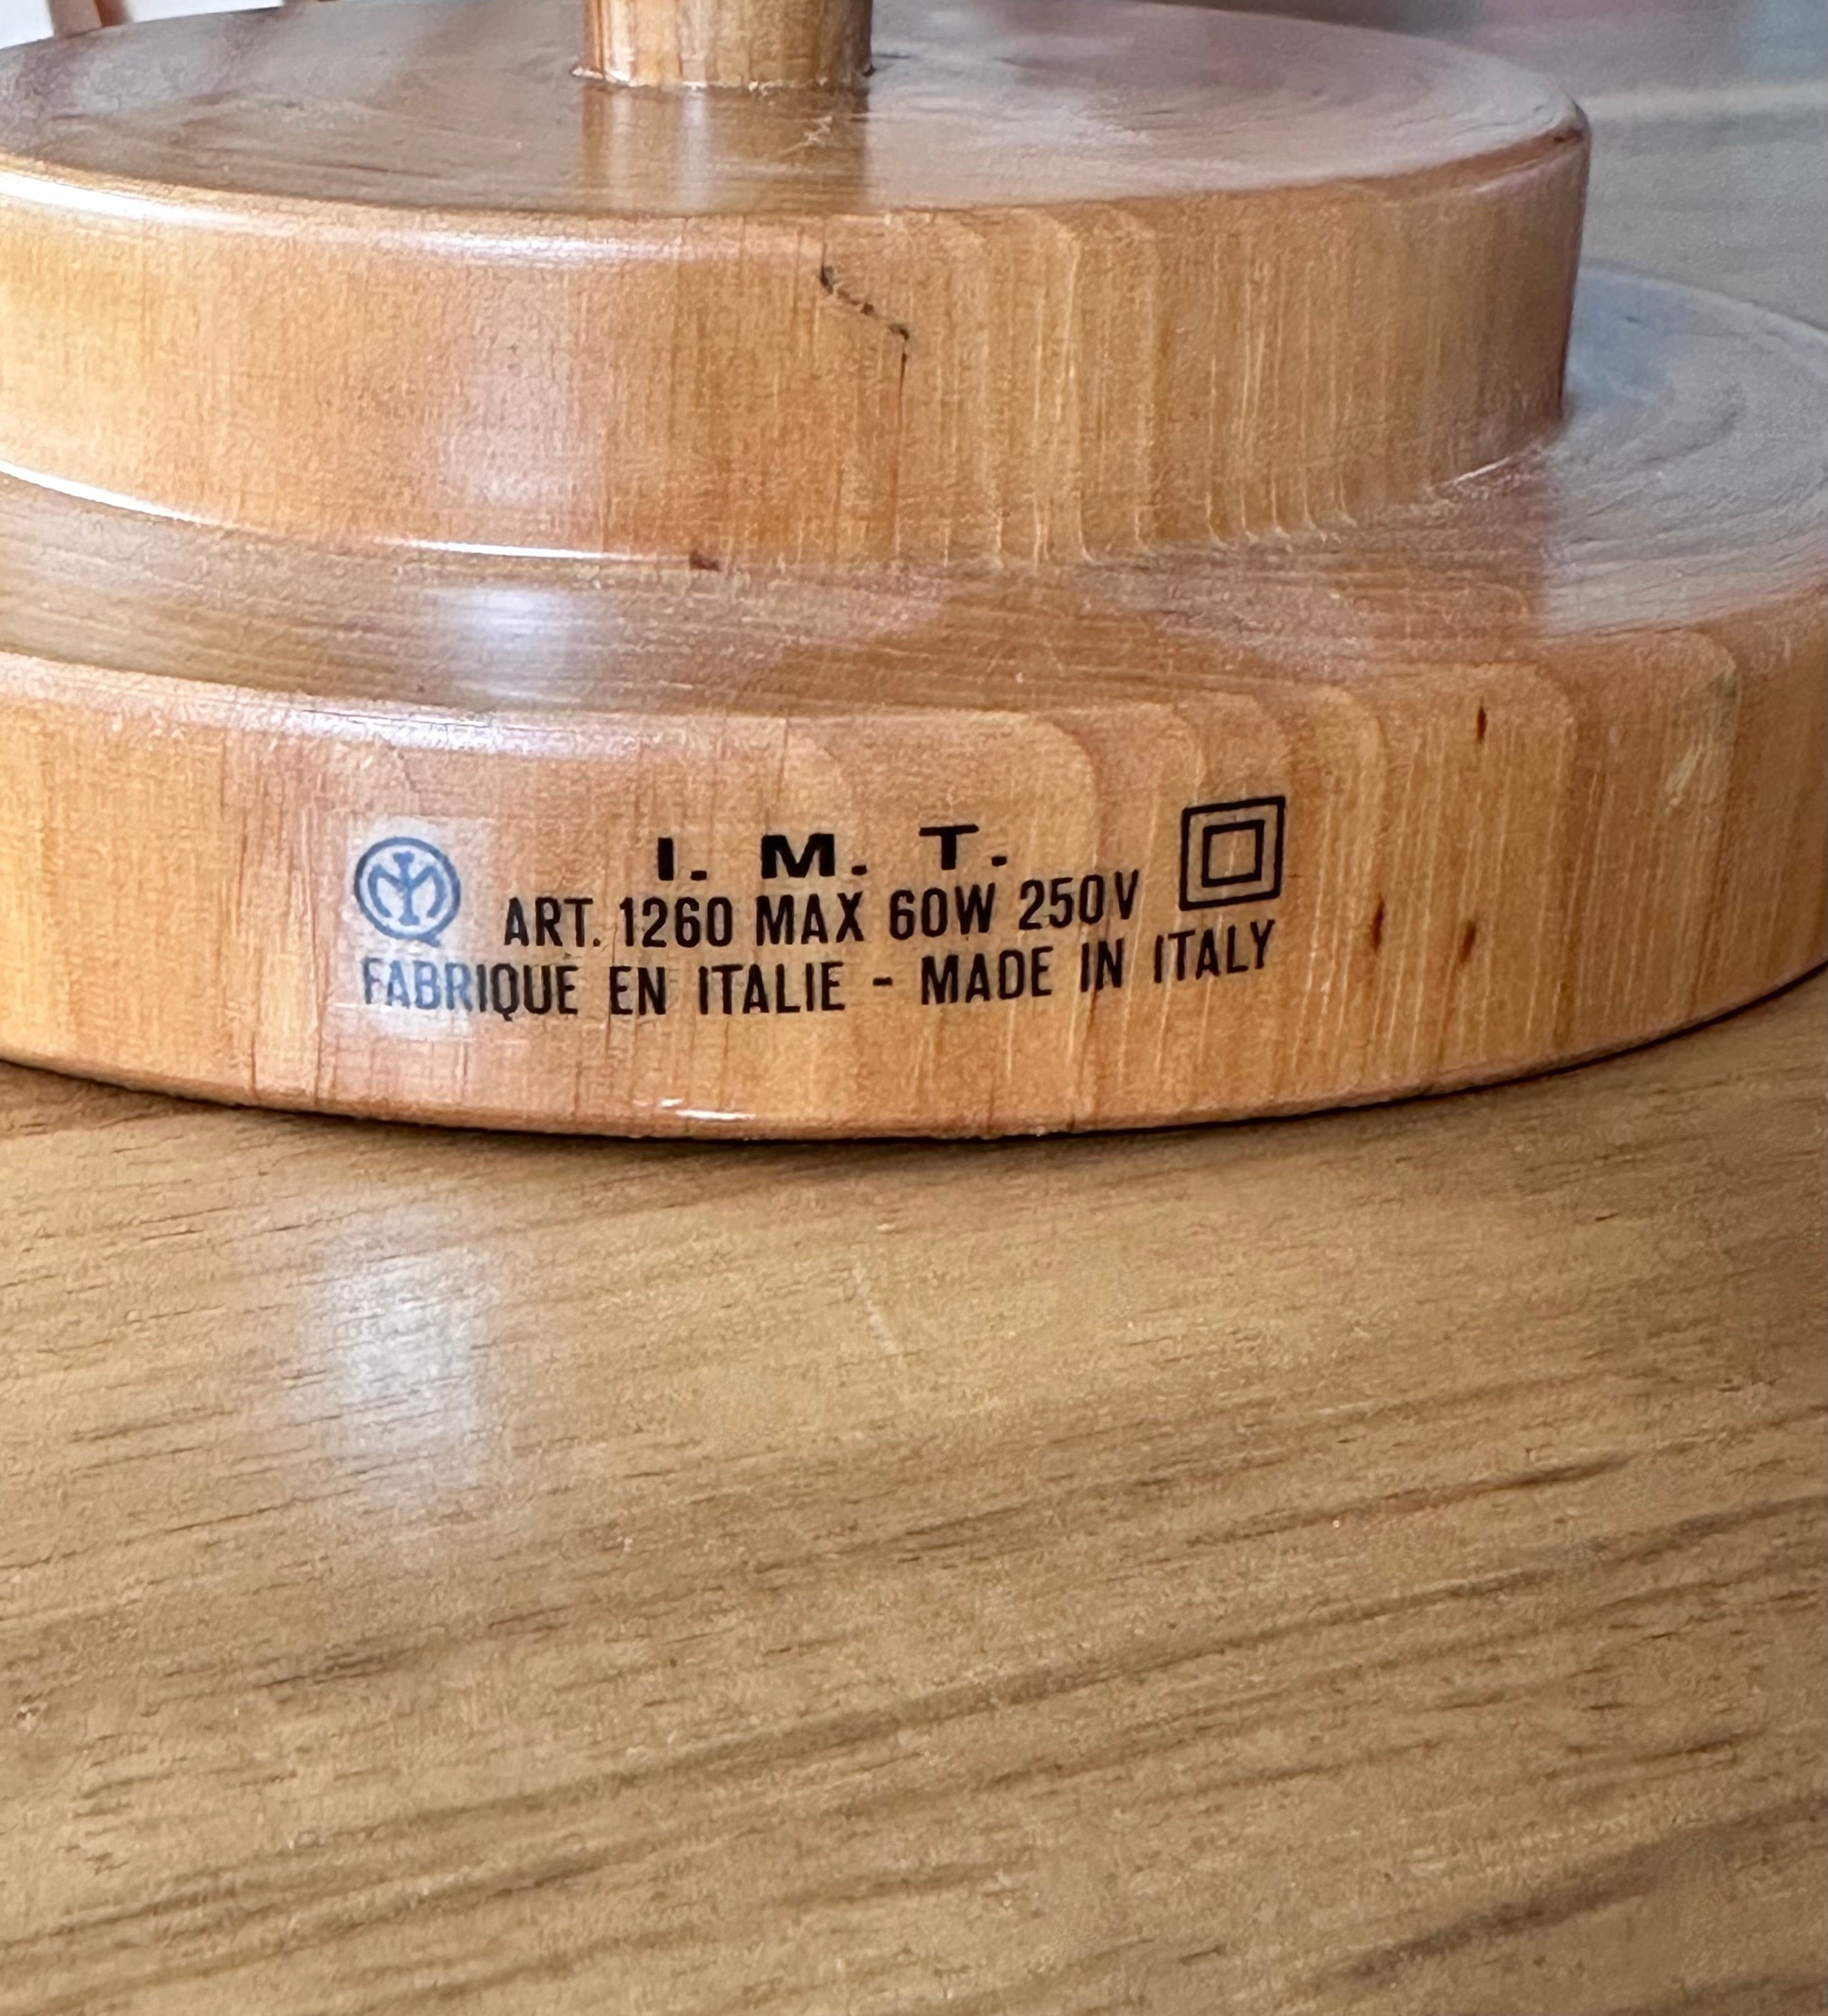 I. M. T.
ART. 1260 MAX 60W 250V
FABRIQUE EN ITALIE - MADE IN ITALY